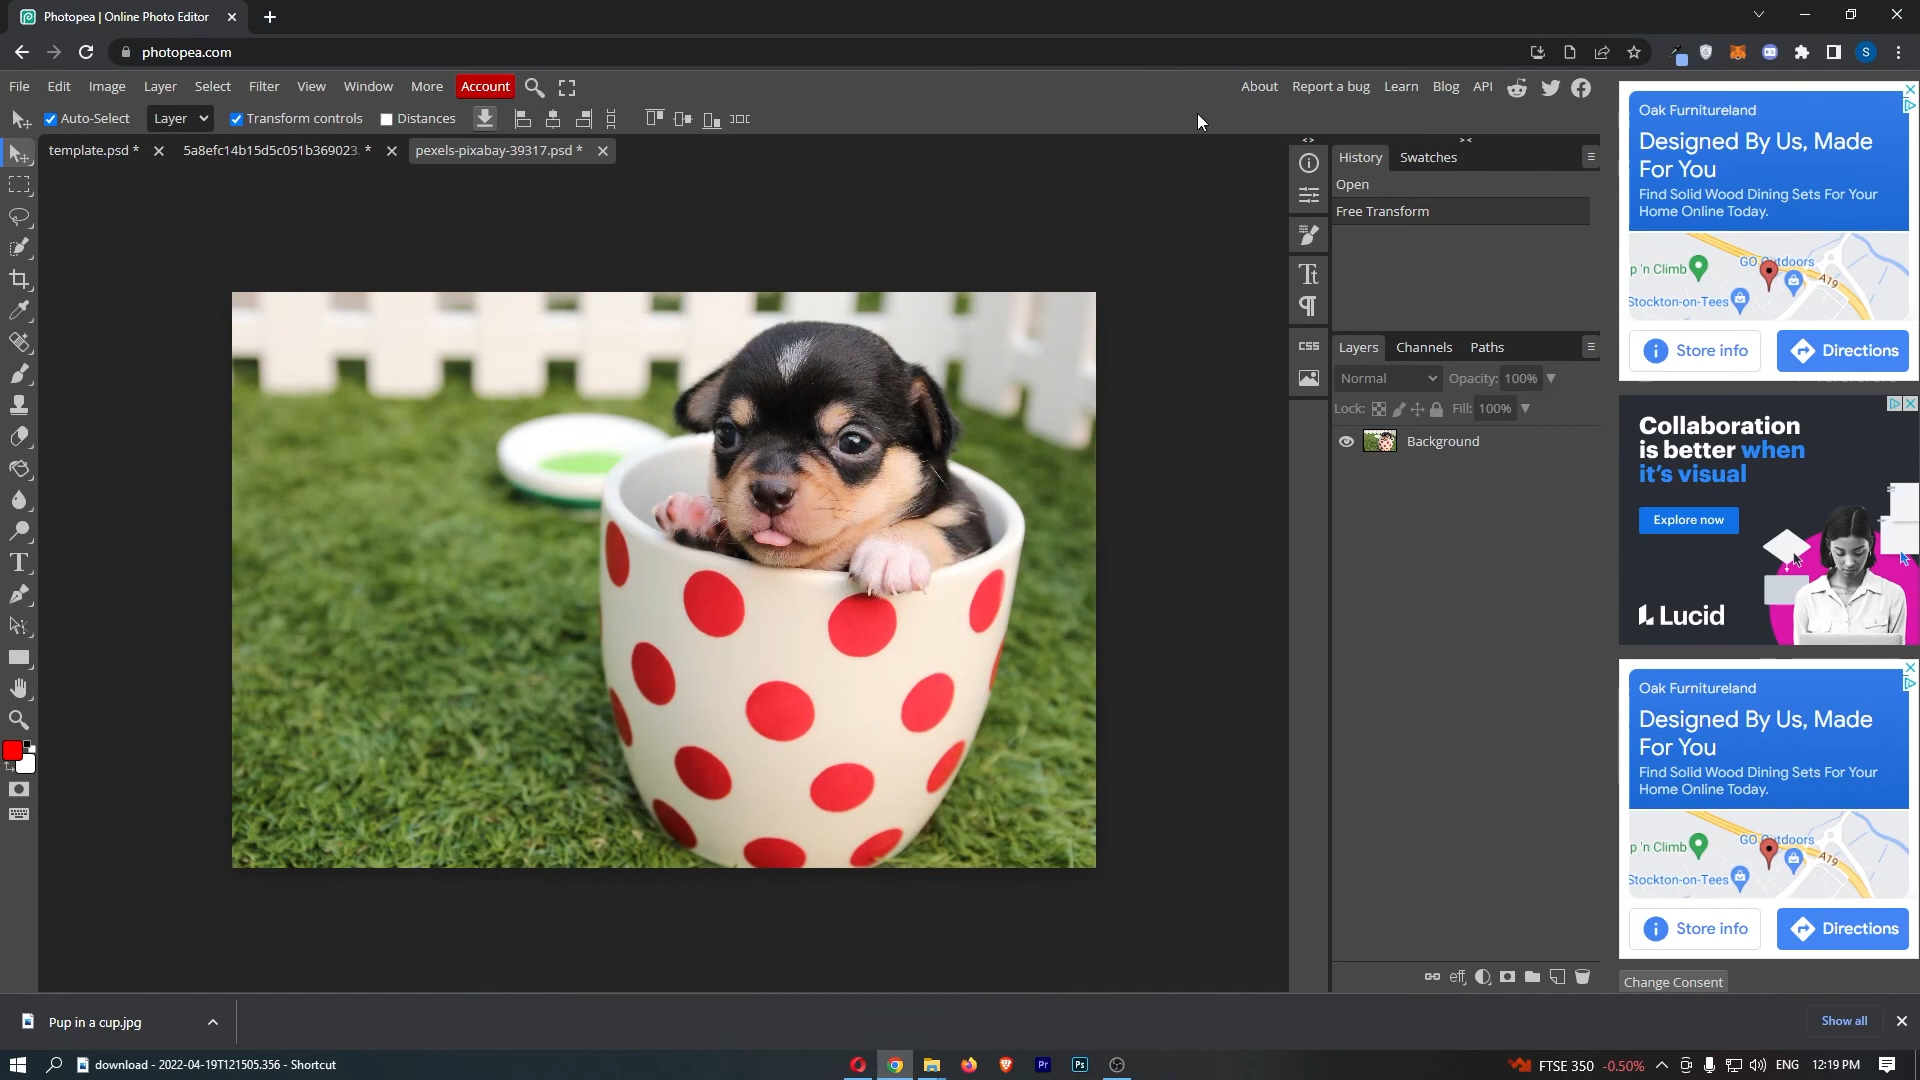 Photopea | Online Photo Editor
photopea.com
File Edit Image Layer Select Filter View Window More Account
About Report a bug Learn Blog API
Auto-Select Layer Transform controls Distances
template.psd * 5a8efc14b15d5c051b369023. * pexels-pixabay-39317.psd *
History Swatches
Open
Free Transform
CSS
Layers Channels Paths
Normal Opacity: 100%
Lock: Fill: 100%
Background
eff
Oak Furnitureland
Designed By Us, Made
For You
Find Solid Wood Dining Sets For Your
Home Online Today.
p 'n Climb
A19
Stockton-on-Tees
Store info Directions
Collaboration
is better when
it's visual
Explore now
Lucid
Oak Furnitureland
Designed By Us, Made
For You
Find Solid Wood Dining Sets For Your
Home Online Today.
p 'n Climb
A19
Stockton-on-Tees
Store info Directions
Change Consent
Pup in a cup.jpg
Show all
download - 2022-04-19T121505.356 - Shortcut
Pr
Ps
FTSE 350 -0.50%
ENG 12:19 PM